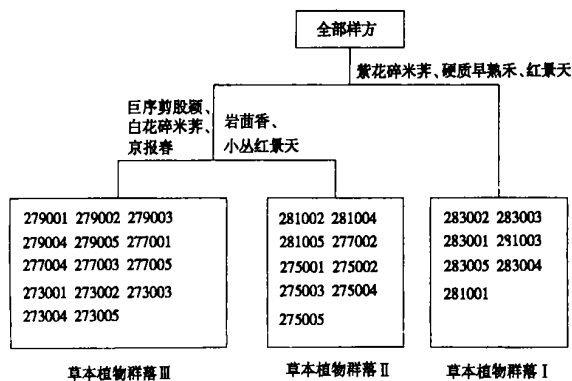 全部样方
紫花碎米荠、硬质早熟禾、红景天
巨序剪股颖、
白花碎米荠、
京报春
岩茴香、
小丛红景天
279001 279002 279003
279004 279005 277001
277004 277003 277005
273001 273002 273003
273004 273005
281002 281004
281005 277002
275001 275002
275003 275004
275005
283002 283003
283001 281003
283005 283004
281001
草本植物群落Ⅲ
草本植物群落Ⅱ
草本植物群落Ⅰ